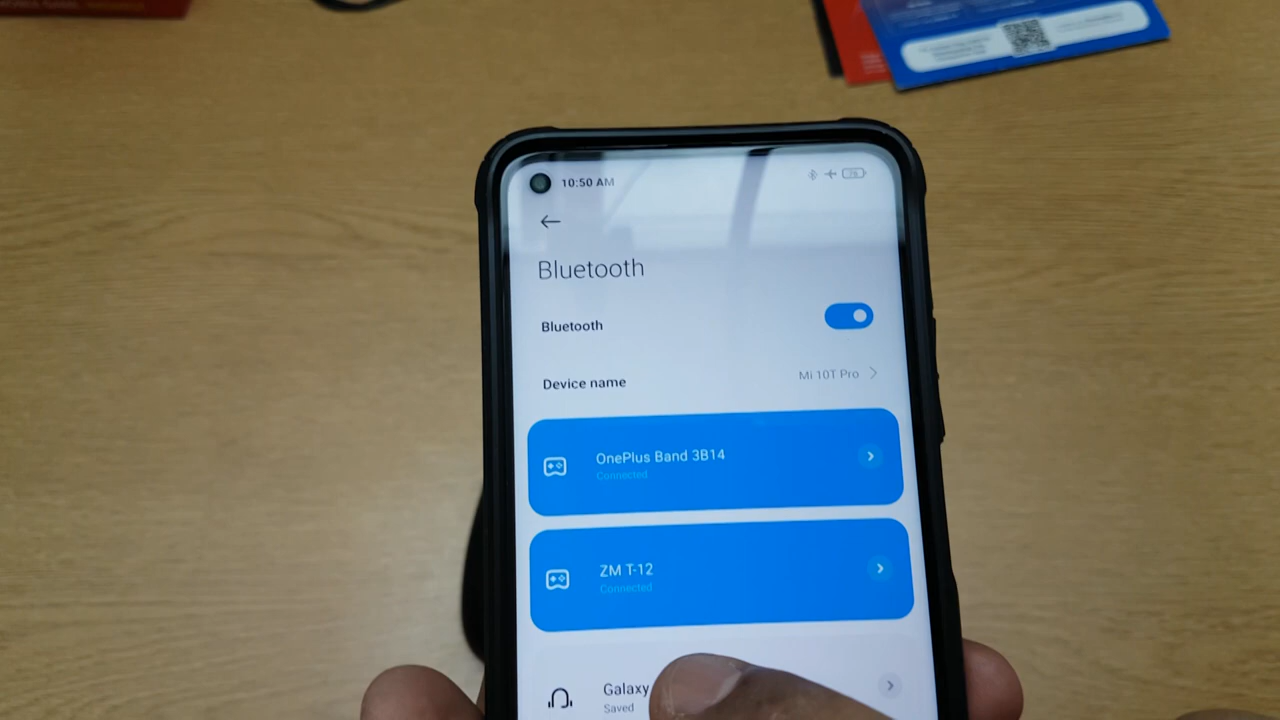 10:50 AM
76
Bluetooth
Bluetooth
Device name
Mi 10T Pro
OnePlus Band 3B14
Connected
ZM T-12
Connected
Galaxy
Saved